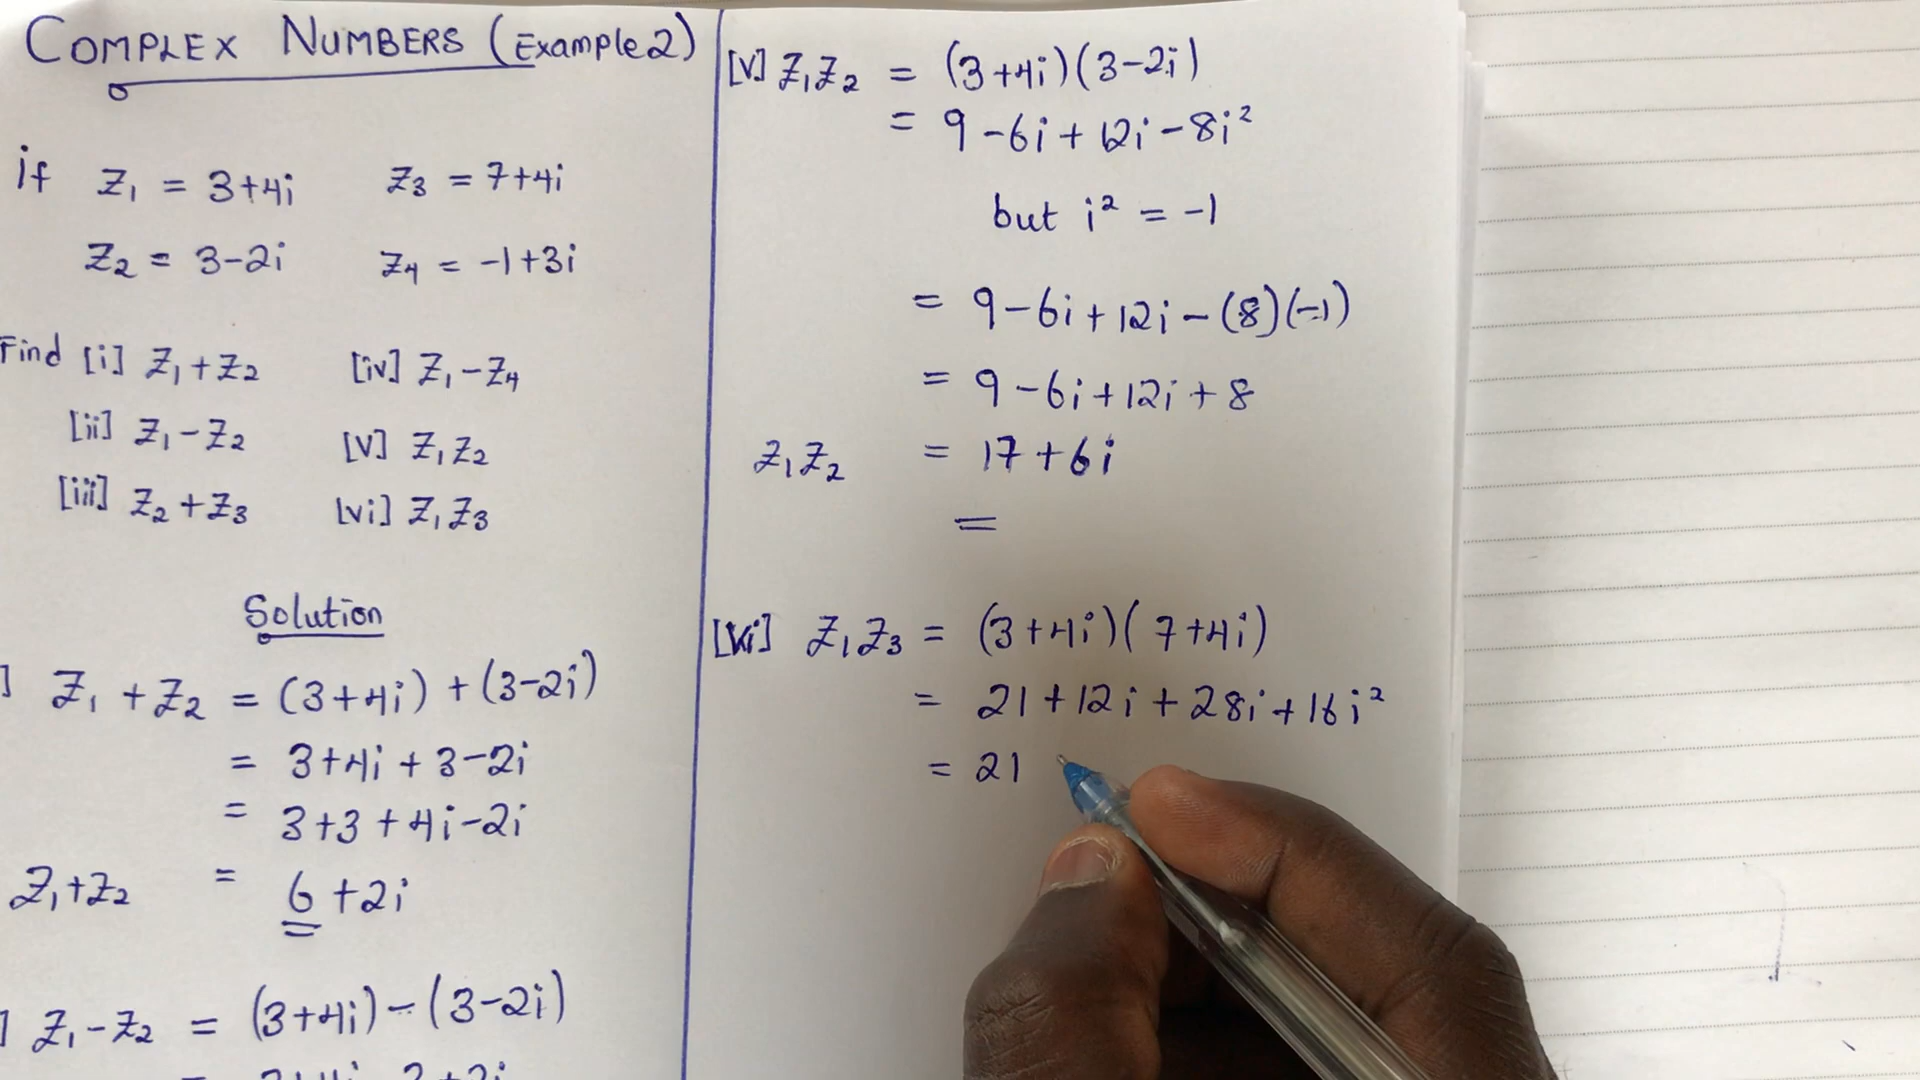 COMPLEX NUMBERS (Example 2)
if z₁ = 3+4i z₃ = 7+4i
z₂ = 3-2i z₄ = -1+3i
Find [i] z₁+z₂ [iv] z₁-z₄
[ii] z₁-z₂ [v] z₁z₂
[iii] z₂+z₃ [vi] z₁z₃
Solution
] z₁+z₂ = (3+4i)+(3-2i)
= 3+4i+3-2i
= 3+3+4i-2i
z₁+z₂ = 6+2i
] z₁-z₂ = (3+4i)-(3-2i)
[v] z₁z₂ = (3+4i)(3-2i)
= 9-6i+12i-8i²
but i² = -1
= 9-6i+12i-(8)(-1)
= 9-6i+12i+8
z₁z₂ = 17+6i
=
[vi] z₁z₃ = (3+4i)(7+4i)
= 21+12i+28i+16i²
= 21